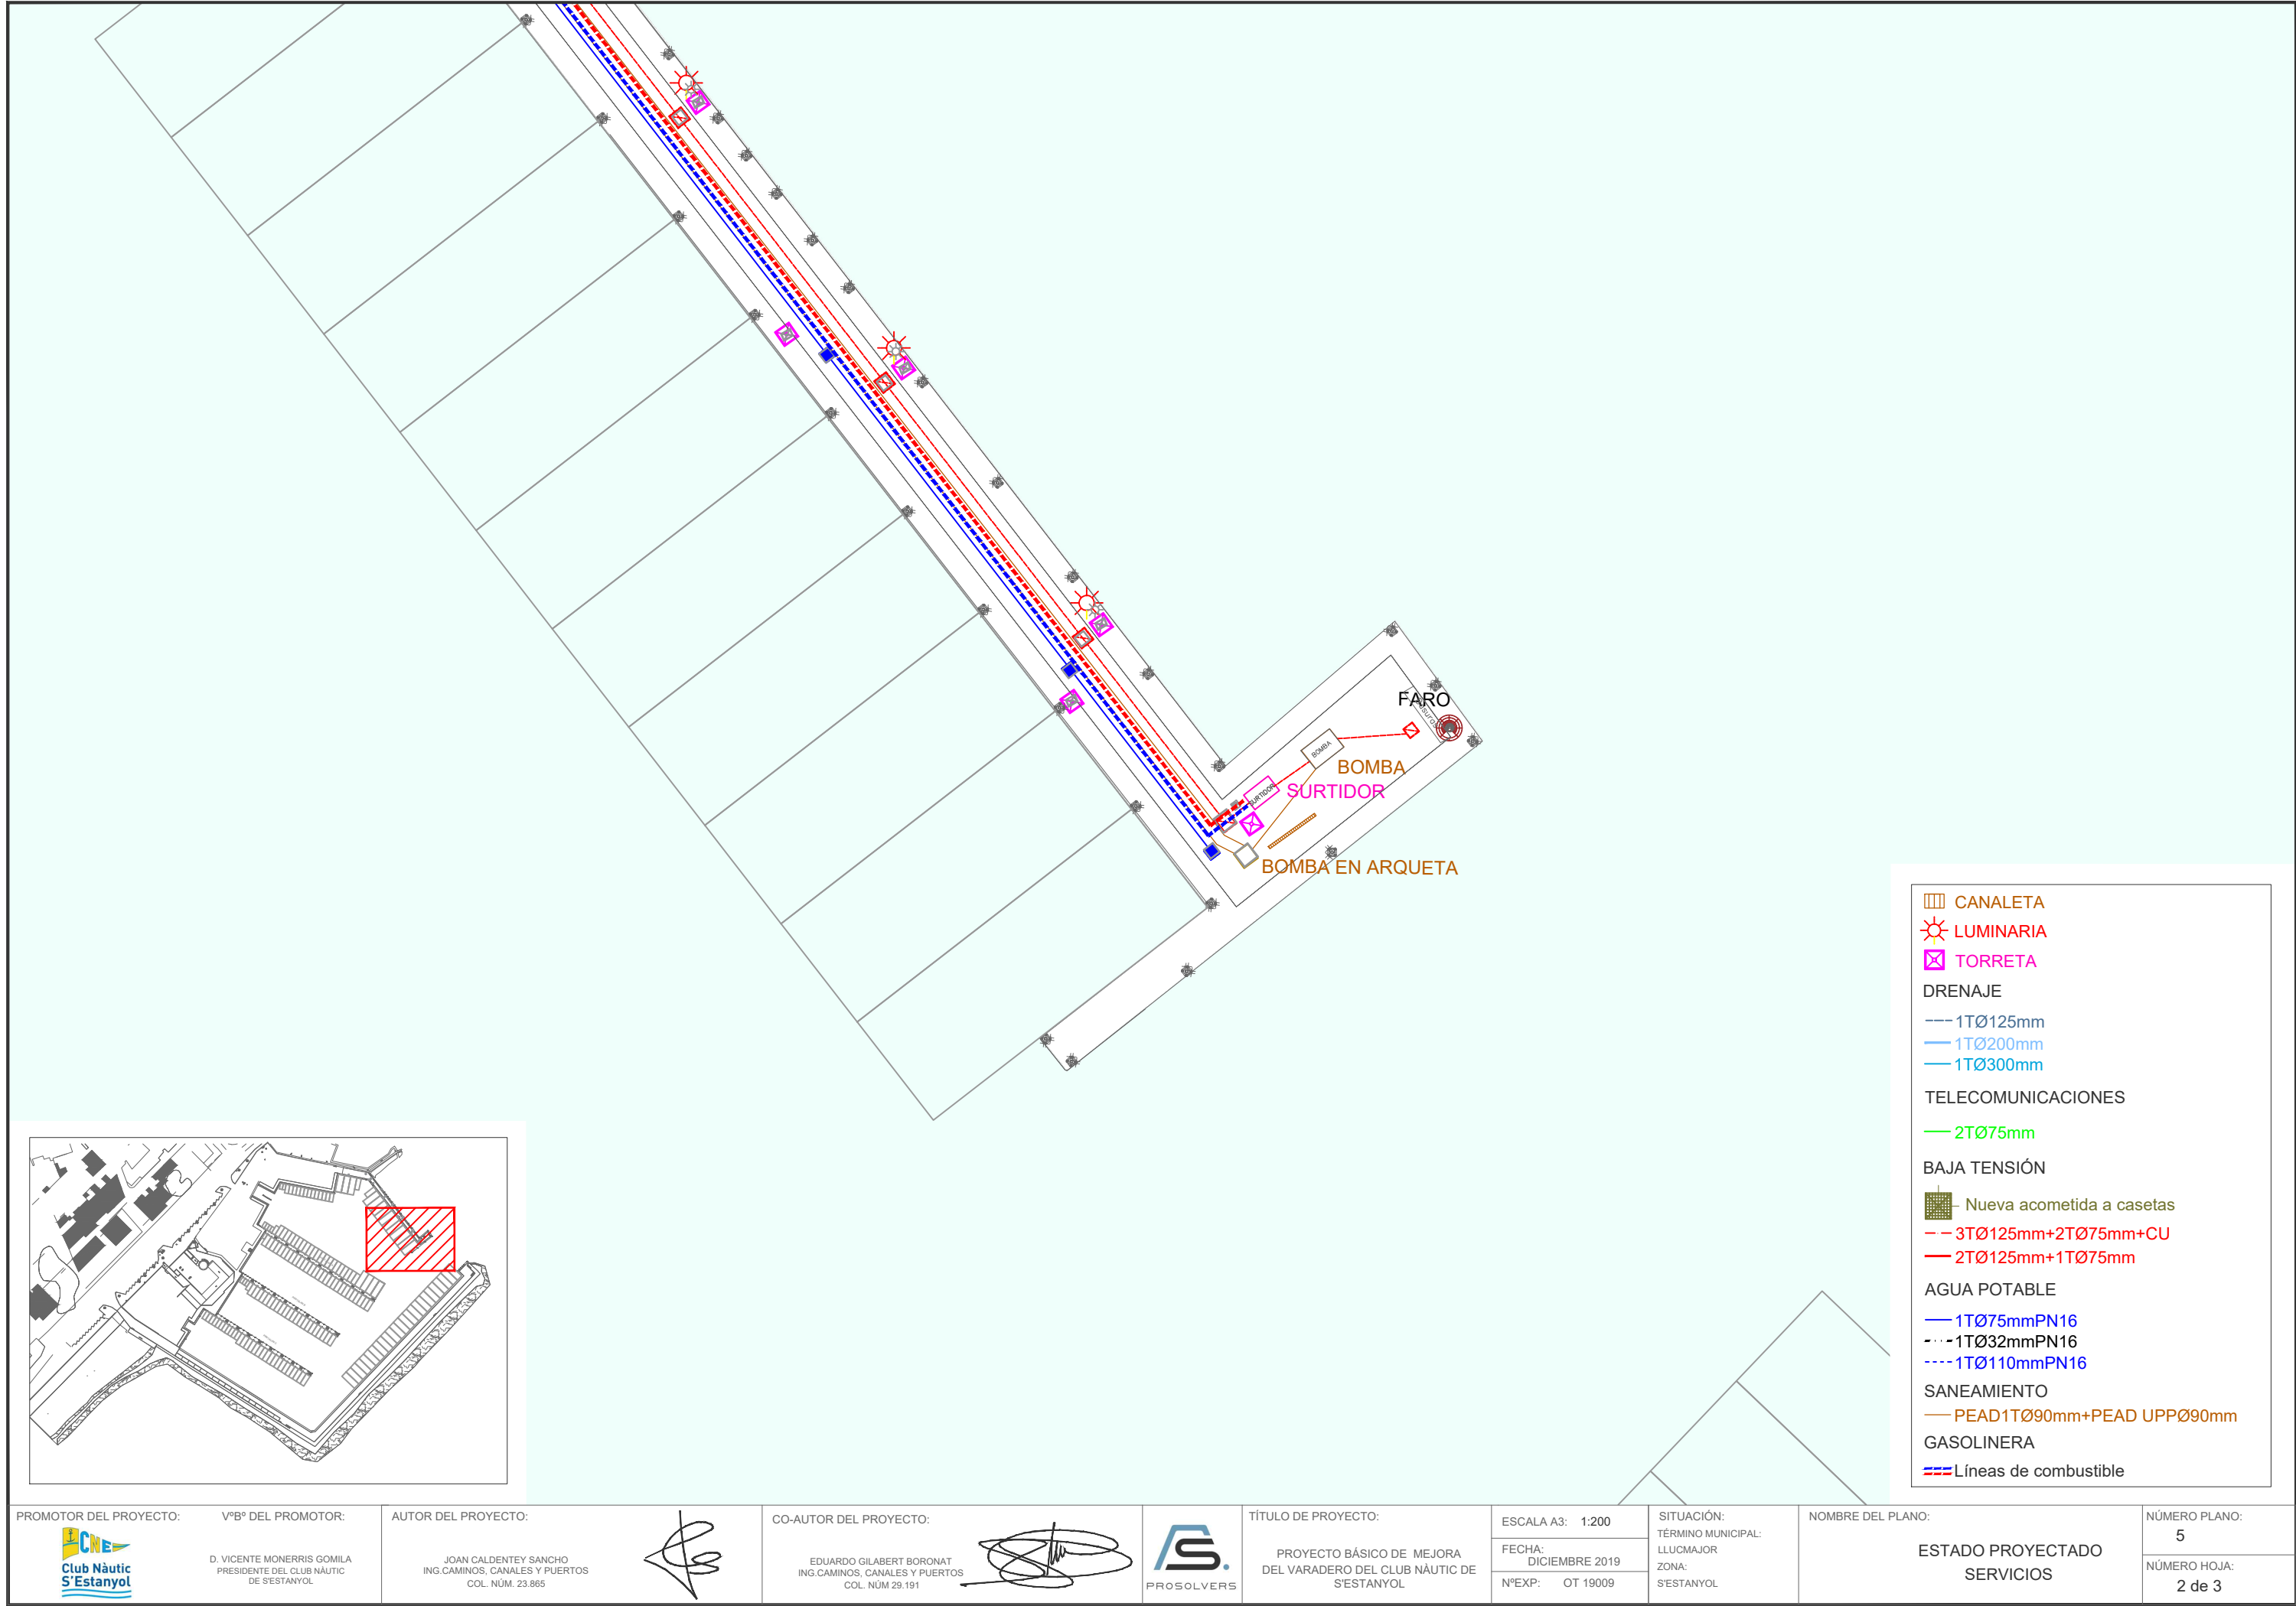 FARO
BOMBA
BOMBA
SURTIDOR
SURTIDOR
BOMBA EN ARQUETA
CANALETA
LUMINARIA
TORRETA
DRENAJE
1TØ125mm
1TØ200mm
1TØ300mm
TELECOMUNICACIONES
2TØ75mm
BAJA TENSIÓN
Nueva acometida a casetas
3TØ125mm+2TØ75mm+CU
2TØ125mm+1TØ75mm
AGUA POTABLE
1TØ75mmPN16
1TØ32mmPN16
1TØ110mmPN16
SANEAMIENTO
PEAD1TØ90mm+PEAD UPPØ90mm
GASOLINERA
Líneas de combustible
PROMOTOR DEL PROYECTO:
CNE
Club Nàutic
S'Estanyol
VºBº DEL PROMOTOR:
D. VICENTE MONERRIS GOMILA
PRESIDENTE DEL CLUB NÁUTIC
DE S'ESTANYOL
AUTOR DEL PROYECTO:
JOAN CALDENTEY SANCHO
ING.CAMINOS, CANALES Y PUERTOS
COL. NÚM. 23.865
CO-AUTOR DEL PROYECTO:
EDUARDO GILABERT BORONAT
ING.CAMINOS, CANALES Y PUERTOS
COL. NÚM 29.191
PROSOLVERS
TÍTULO DE PROYECTO:
PROYECTO BÁSICO DE MEJORA
DEL VARADERO DEL CLUB NÀUTIC DE
S'ESTANYOL
ESCALA A3: 1:200
FECHA:
DICIEMBRE 2019
NºEXP: OT 19009
SITUACIÓN:
TÉRMINO MUNICIPAL:
LLUCMAJOR
ZONA:
S'ESTANYOL
NOMBRE DEL PLANO:
ESTADO PROYECTADO
SERVICIOS
NÚMERO PLANO:
5
NÚMERO HOJA:
2 de 3